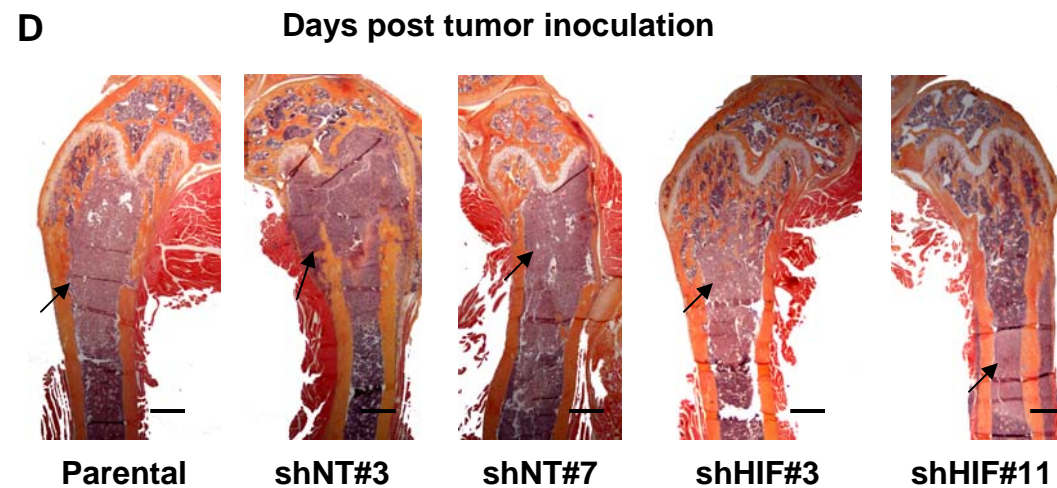 D
Days post tumor inoculation
Parental shNT#3 shNT#7 shHIF#3 shHIF#11